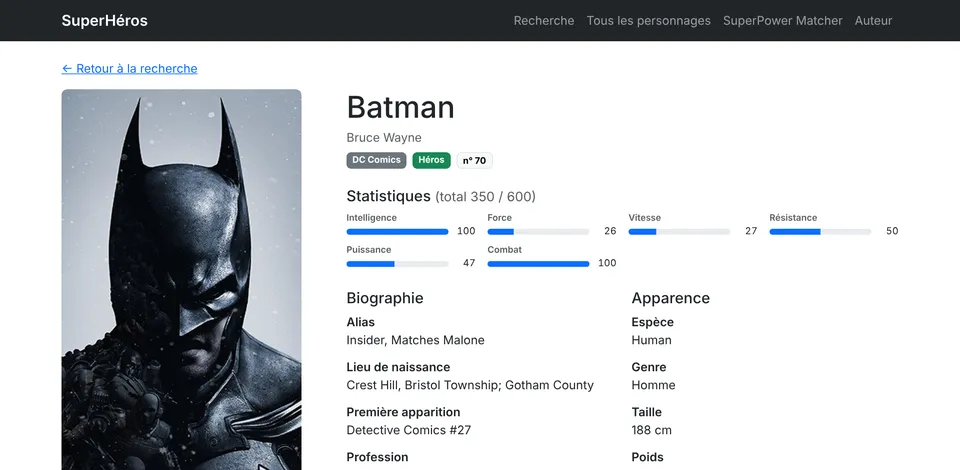 SuperHéros
Recherche Tous les personnages SuperPower Matcher Auteur
← Retour à la recherche
Batman
Bruce Wayne
DC Comics Héros n° 70
Statistiques (total 350 / 600)
Intelligence 100
Force 26
Vitesse 27
Résistance 50
Puissance 47
Combat 100
Biographie
Alias
Insider, Matches Malone
Lieu de naissance
Crest Hill, Bristol Township; Gotham County
Première apparition
Detective Comics #27
Profession
Apparence
Espèce
Human
Genre
Homme
Taille
188 cm
Poids